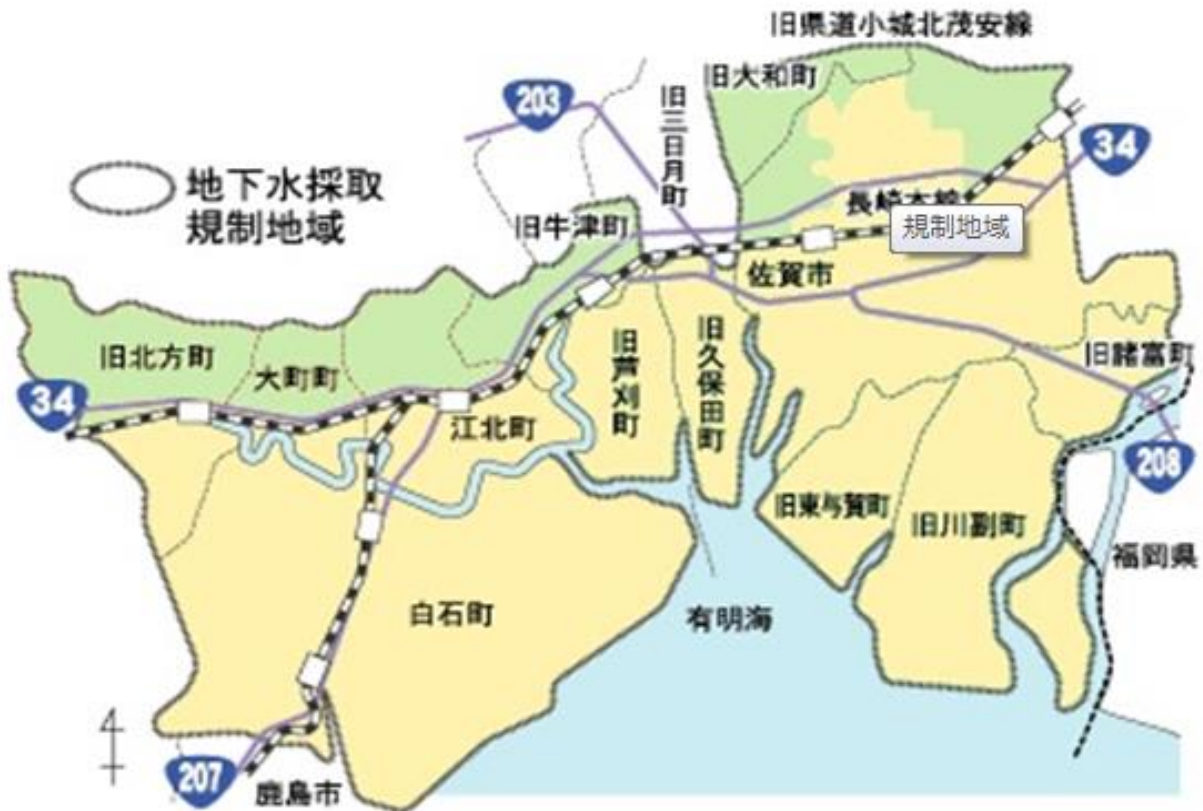 旧県道小城北茂安線
旧大和町
203
旧三日月町
34
地下水採取
規制地域
旧牛津町
長崎本線
規制地域
佐賀市
旧北方町
大町町
旧芦刈町
旧久保田町
旧諸富町
34
江北町
208
旧東与賀町
旧川副町
福岡県
白石町
有明海
4
207
鹿島市